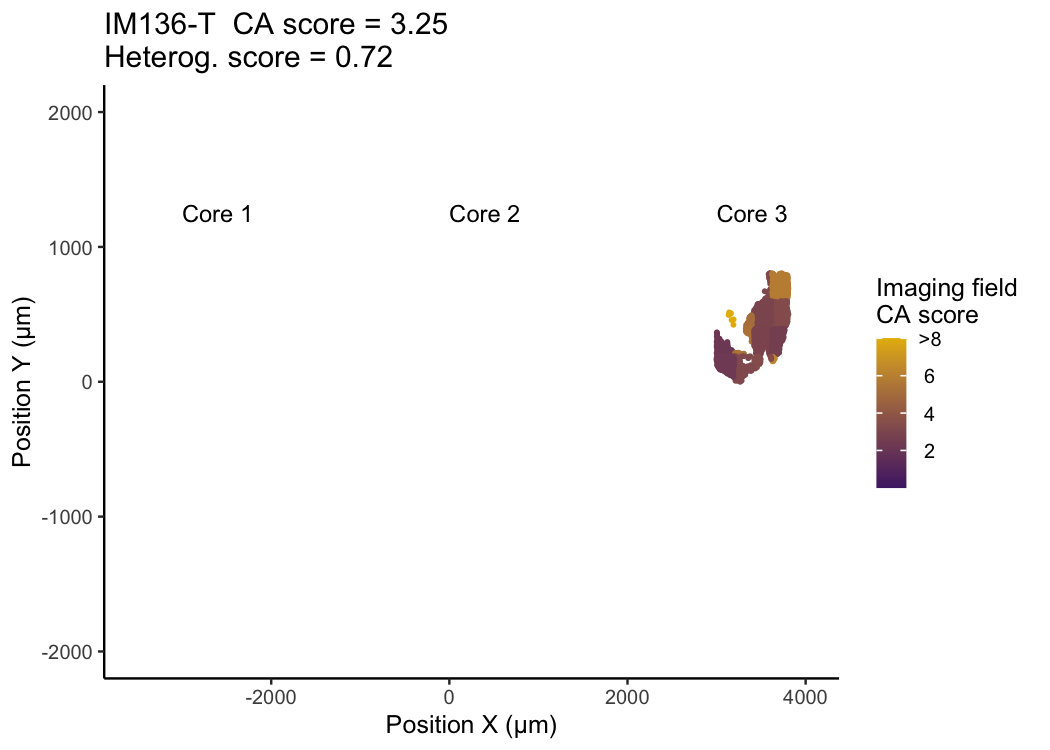 IM136-T  CA score = 3.25
Heterog. score = 0.72
2000
Core 1
Core 2
Core 3
1000
0
-1000
-2000
Position Y (μm)
-2000
0
2000
4000
Position X (μm)
Imaging field
CA score
>8
6
4
2